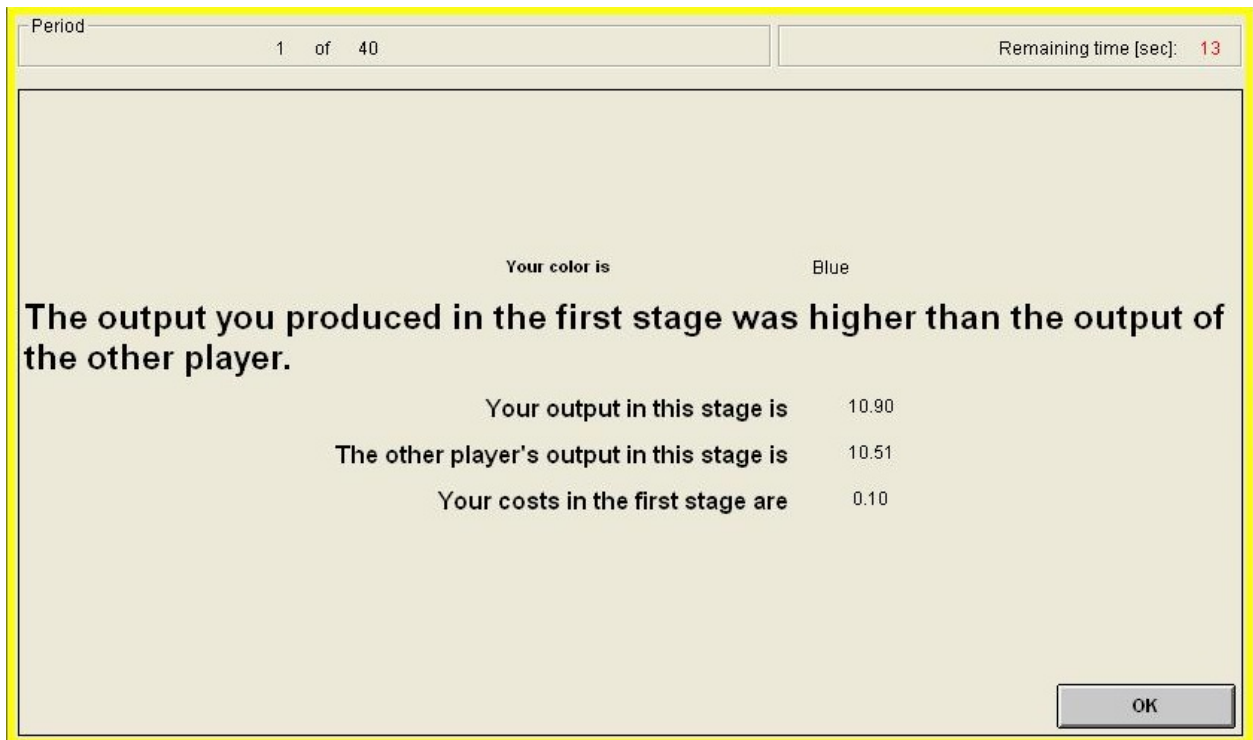 Period
1 of 40
Remaining time [sec]: 13
Your color is Blue
The output you produced in the first stage was higher than the output of
the other player.
Your output in this stage is 10.90
The other player's output in this stage is 10.51
Your costs in the first stage are 0.10
OK